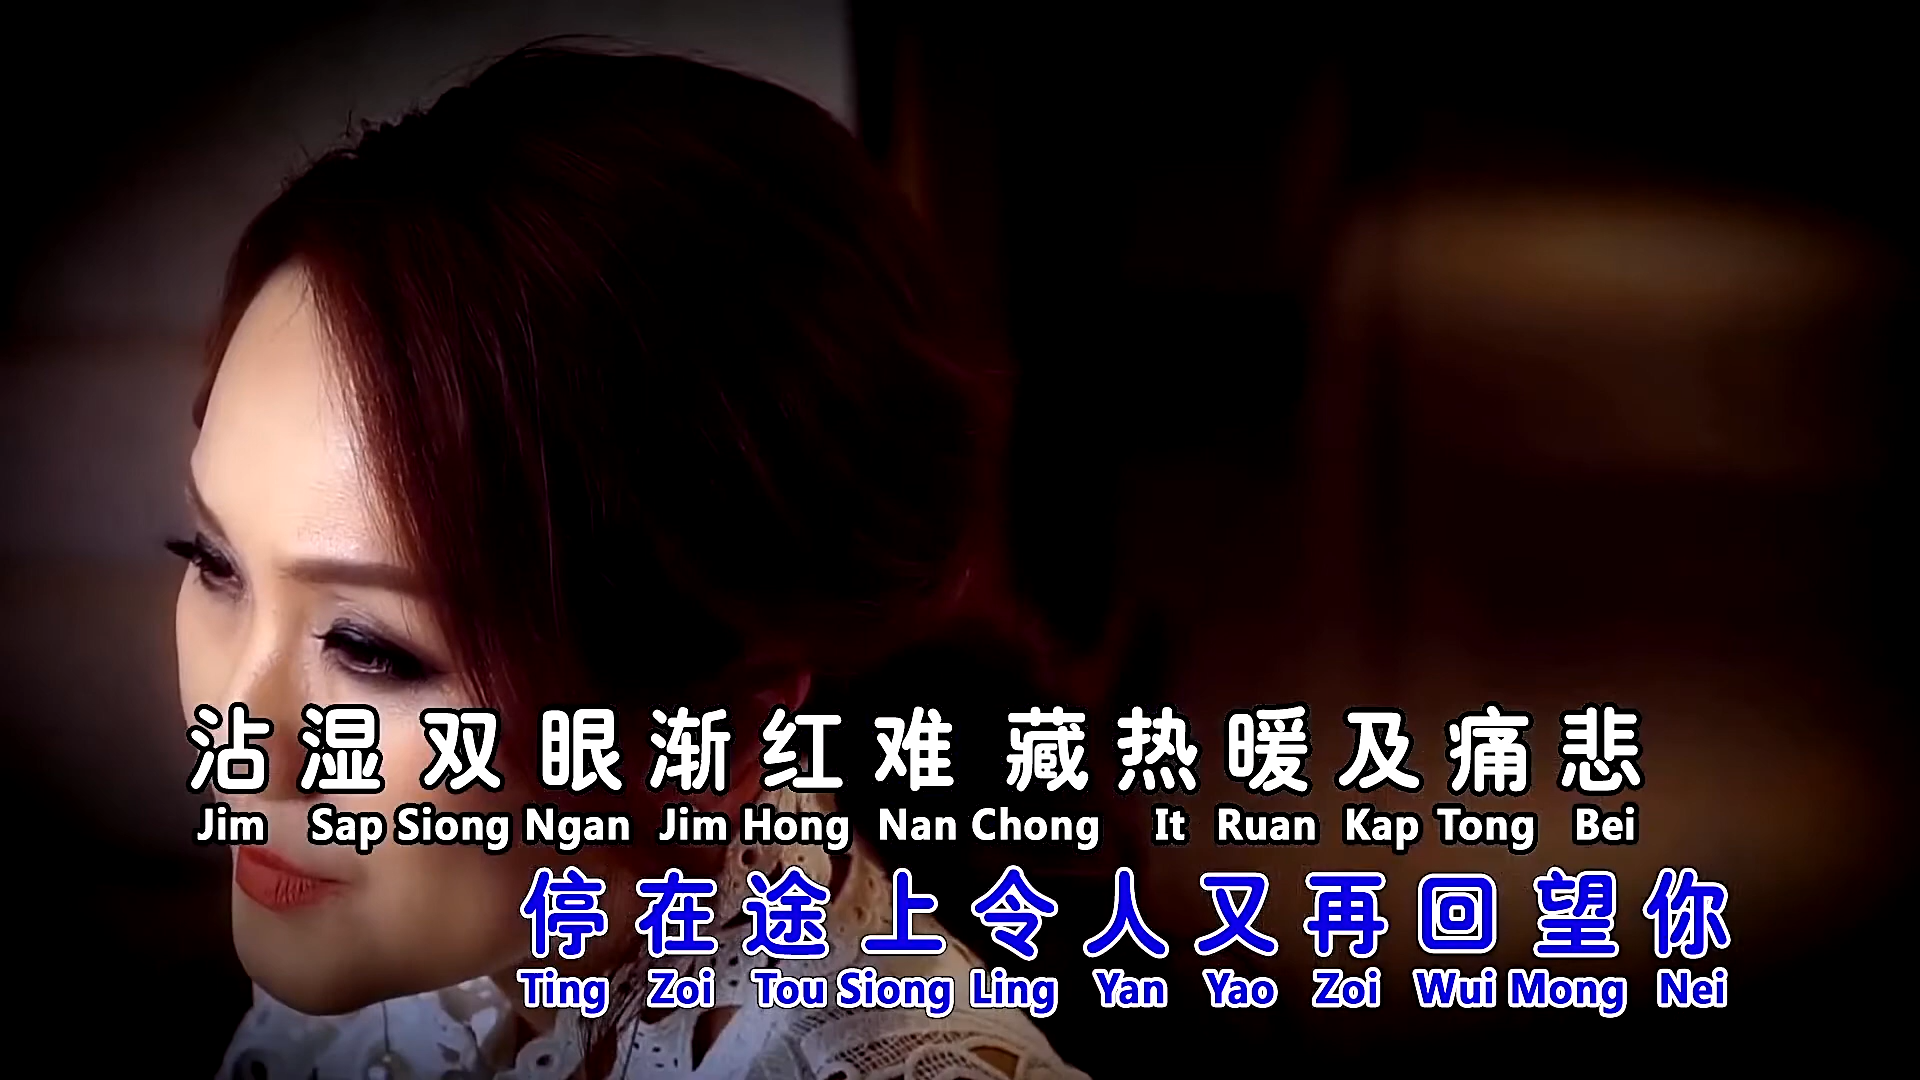 沾湿双眼渐红难藏热暖及痛悲
Jim Sap Siong Ngan Jim Hong Nan Chong It Ruan Kap Tong Bei
停在途上令人又再回望你
Ting Zoi Tou Siong Ling Yan Yao Zoi Wui Mong Nei